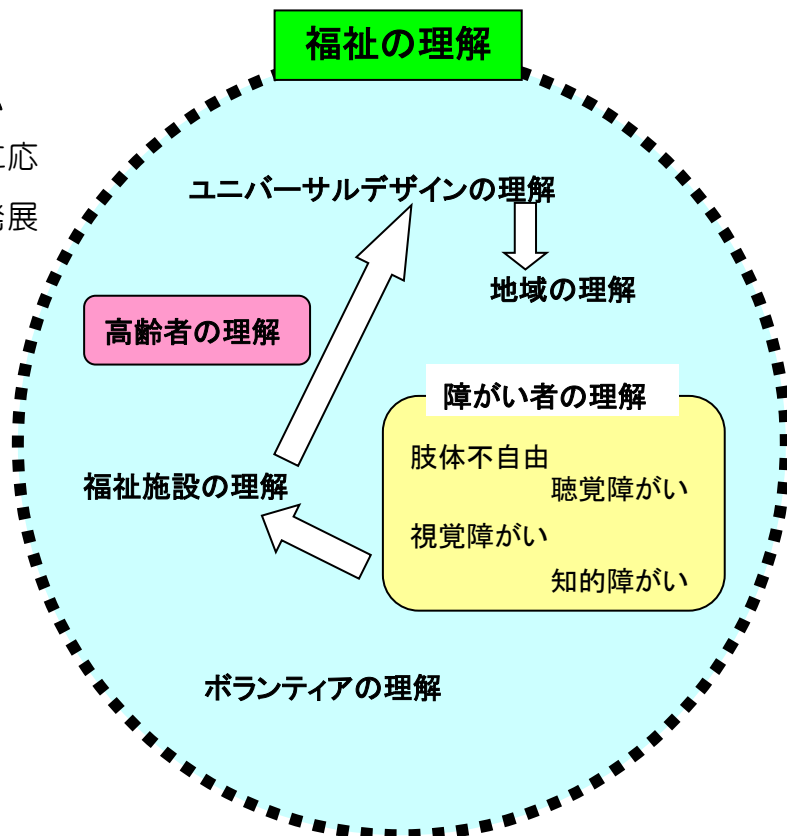 福祉の理解
応
展
ユニバーサルデザインの理解
地域の理解
高齢者の理解
障がい者の理解
肢体不自由
聴覚障がい
福祉施設の理解
視覚障がい
知的障がい
ボランティアの理解